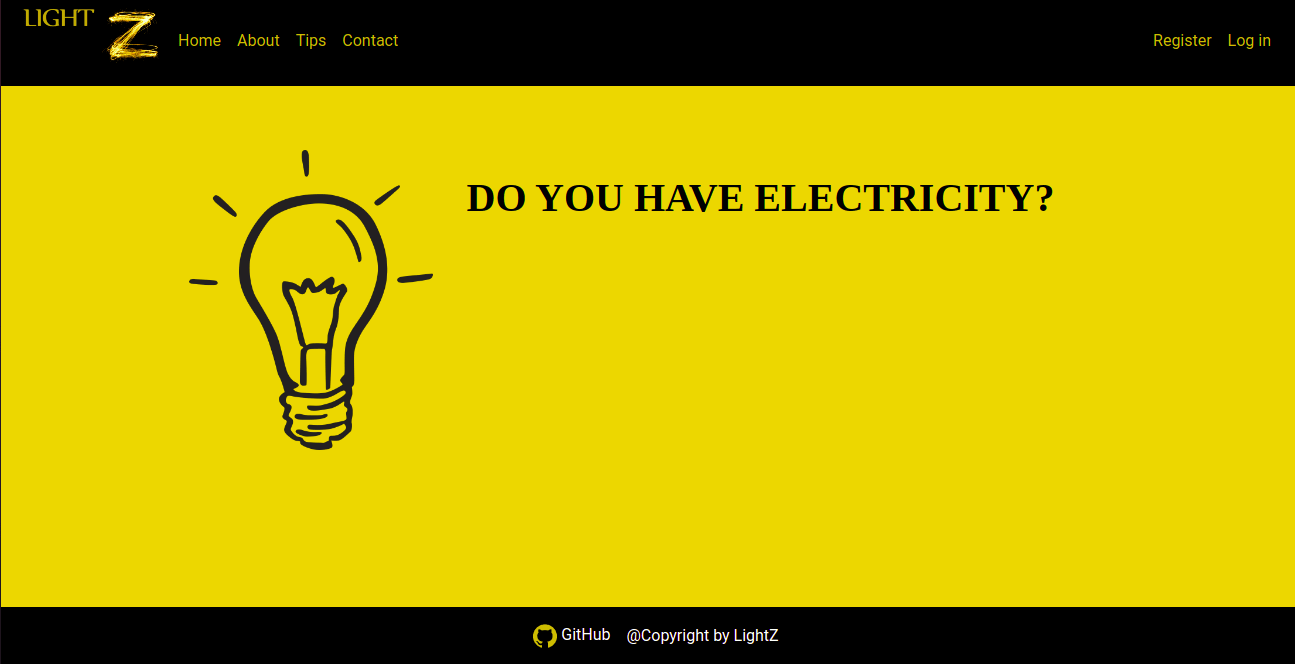 LIGHT Z
Home About Tips Contact Register Log in
DO YOU HAVE ELECTRICITY?
GitHub @Copyright by LightZ